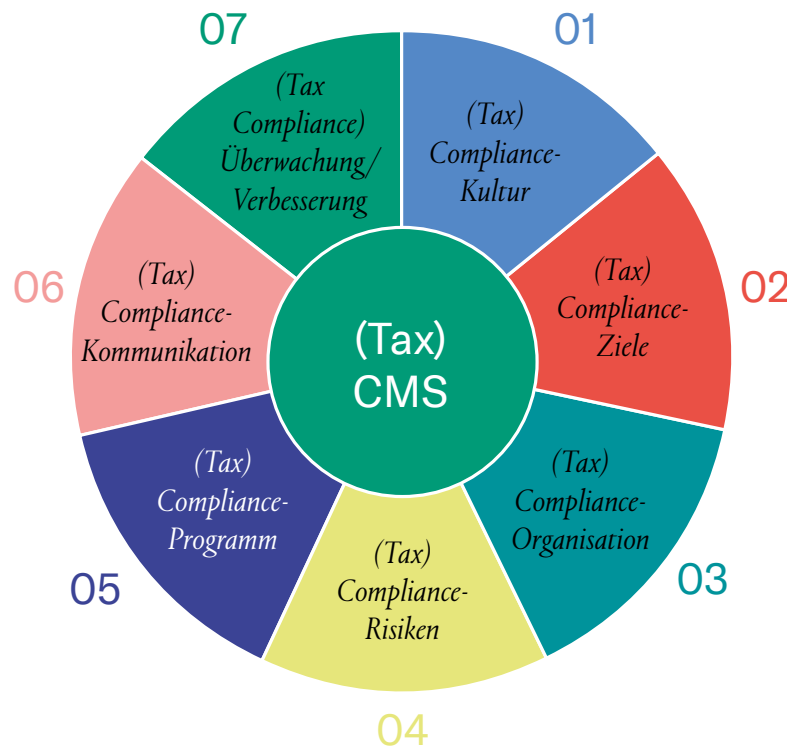 07
01
(Tax
Compliance)
Überwachung/
Verbesserung
(Tax)
Compliance-
Kultur
06
(Tax)
Compliance-
Kommunikation
(Tax)
Compliance-
Ziele
02
(Tax)
CMS
(Tax)
Compliance-
Programm
(Tax)
Compliance-
Organisation
05
(Tax)
Compliance-
Risiken
03
04